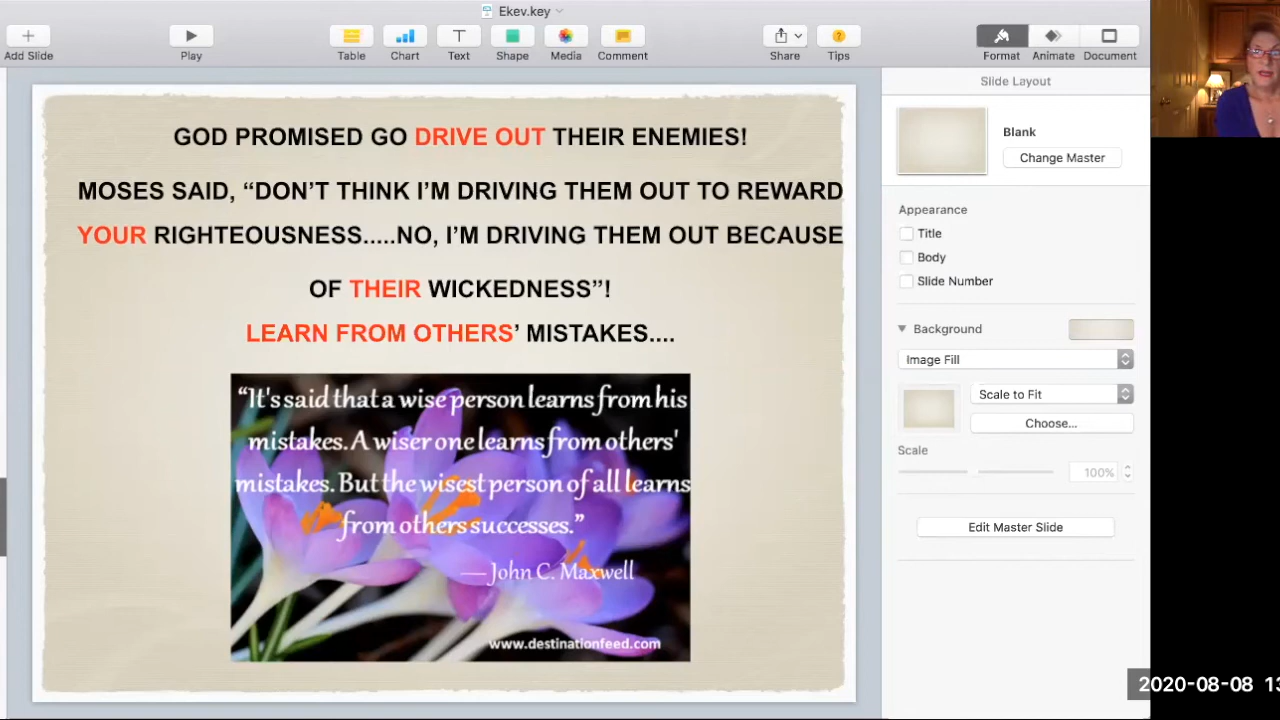 Ekev.key
Add Slide
Play
Table
Chart
Text
Shape
Media
Comment
Share
Tips
Format
Animate
Document
GOD PROMISED GO DRIVE OUT THEIR ENEMIES!
MOSES SAID, “DON’T THINK I’M DRIVING THEM OUT TO REWARD
YOUR RIGHTEOUSNESS.....NO, I’M DRIVING THEM OUT BECAUSE
OF THEIR WICKEDNESS”!
LEARN FROM OTHERS’ MISTAKES....
“It's said that a wise person learns from his
mistakes. A wiser one learns from others'
mistakes. But the wisest person of all learns
from others successes.”
— John C. Maxwell
www.destinationfeed.com
Slide Layout
Blank
Change Master
Appearance
Title
Body
Slide Number
Background
Image Fill
Scale to Fit
Choose...
Scale
100%
Edit Master Slide
2020-08-08 13